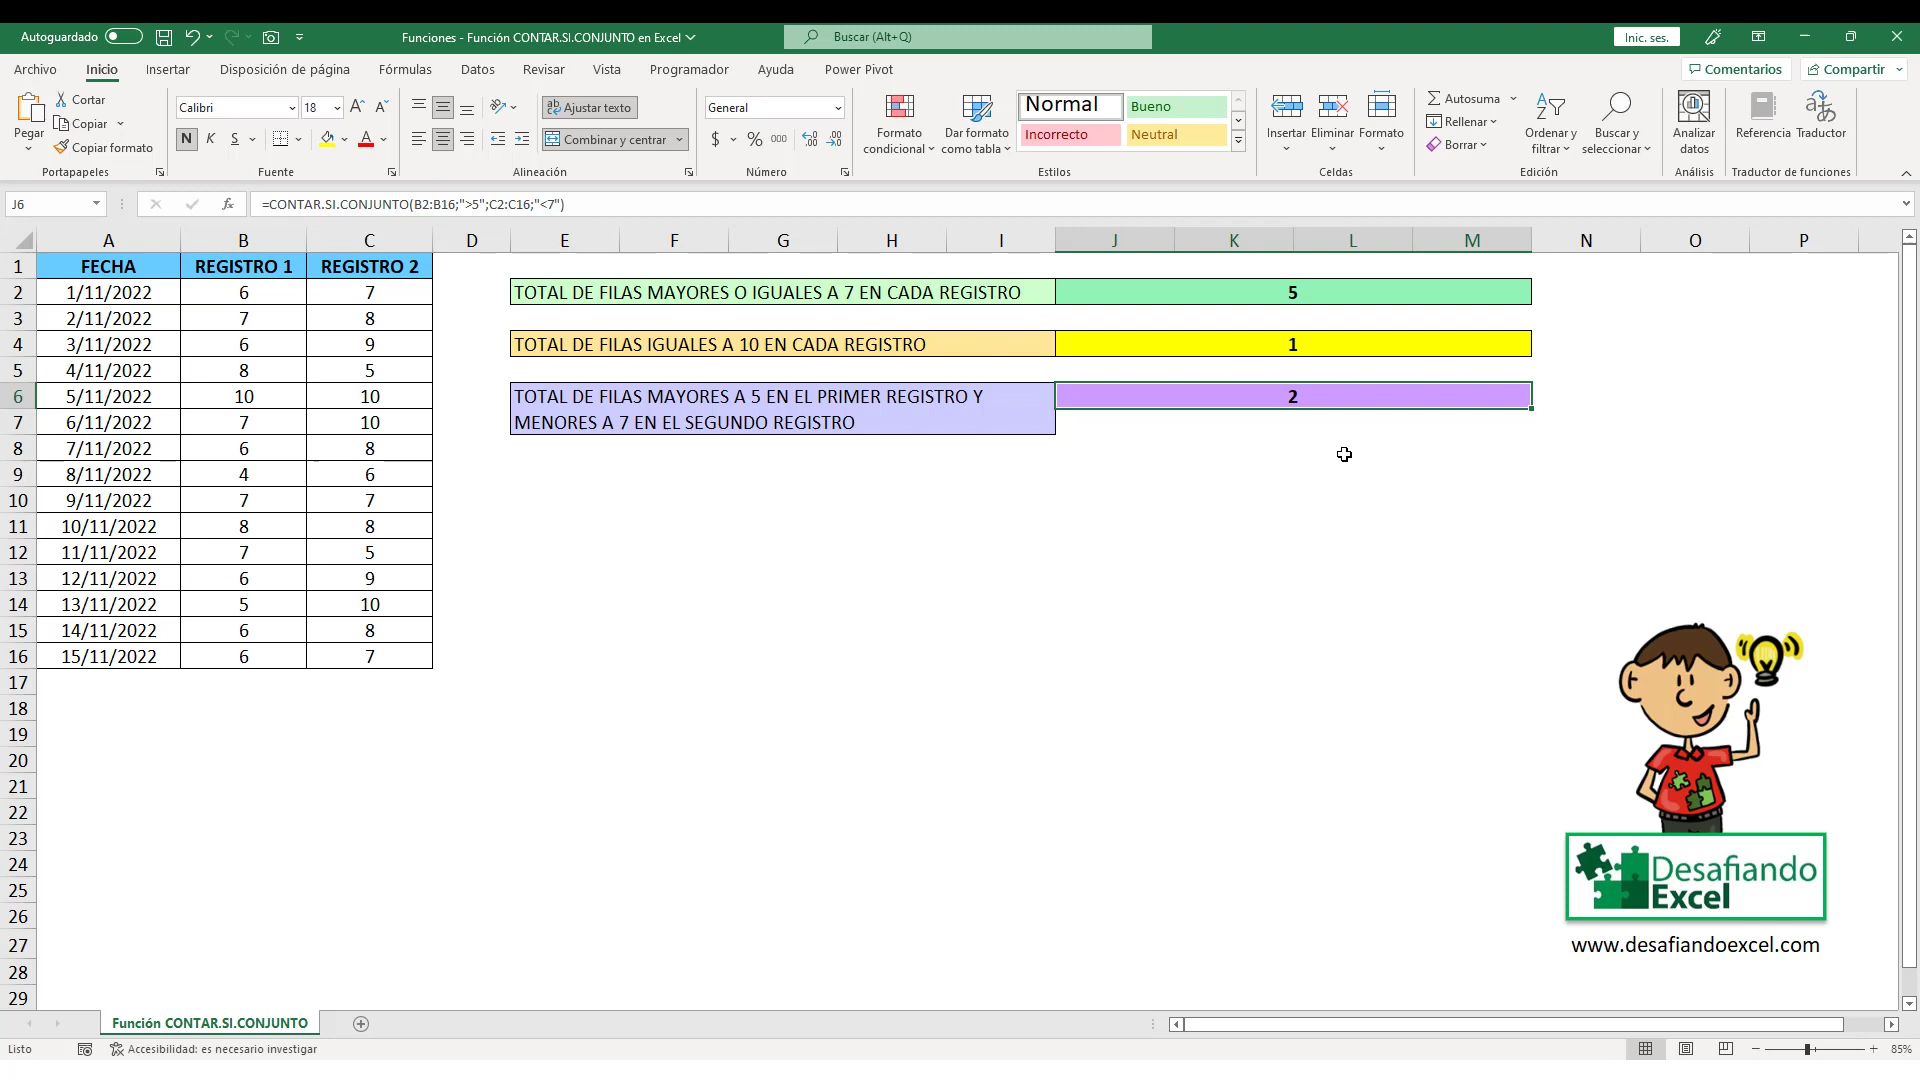 Autoguardado Funciones - Función CONTAR.SI.CONJUNTO en Excel Buscar (Alt+Q) Inic. ses.
Archivo Inicio Insertar Disposición de página Fórmulas Datos Revisar Vista Programador Ayuda Power Pivot Comentarios Compartir
Pegar Cortar Copiar Copiar formato Portapapeles
Calibri 18 N K S Fuente
Ajustar texto Combinar y centrar Alineación
General $ % 000 Número
Formato condicional Dar formato como tabla Normal Bueno Incorrecto Neutral Estilos
Insertar Eliminar Formato Celdas
Autosuma Rellenar Borrar Ordenar y filtrar Buscar y seleccionar Edición
Analizar datos Análisis
Referencia Traductor Traductor de funciones
J6 fx =CONTAR.SI.CONJUNTO(B2:B16;">5";C2:C16;"<7")
A B C D E F G H I J K L M N O P
1 FECHA REGISTRO 1 REGISTRO 2
2 1/11/2022 6 7 TOTAL DE FILAS MAYORES O IGUALES A 7 EN CADA REGISTRO 5
3 2/11/2022 7 8
4 3/11/2022 6 9 TOTAL DE FILAS IGUALES A 10 EN CADA REGISTRO 1
5 4/11/2022 8 5
6 5/11/2022 10 10 TOTAL DE FILAS MAYORES A 5 EN EL PRIMER REGISTRO Y 2
7 6/11/2022 7 10 MENORES A 7 EN EL SEGUNDO REGISTRO
8 7/11/2022 6 8
9 8/11/2022 4 6
10 9/11/2022 7 7
11 10/11/2022 8 8
12 11/11/2022 7 5
13 12/11/2022 6 9
14 13/11/2022 5 10
15 14/11/2022 6 8
16 15/11/2022 6 7
17
18
19
20
21
22
23
24
25
26
27
28
29
Desafiando
Excel
www.desafiandoexcel.com
Función CONTAR.SI.CONJUNTO
Listo Accesibilidad: es necesario investigar 85%